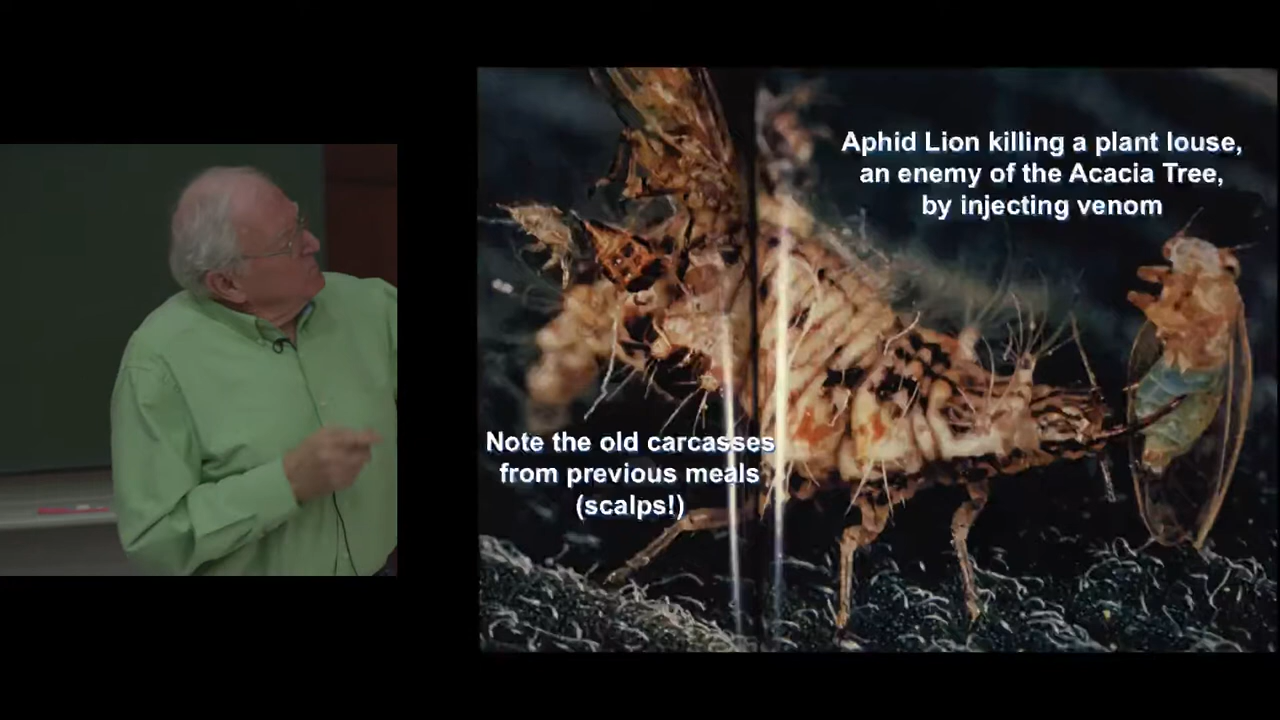 Aphid Lion killing a plant louse,
an enemy of the Acacia Tree,
by injecting venom
Note the old carcasses
from previous meals
(scalps!)